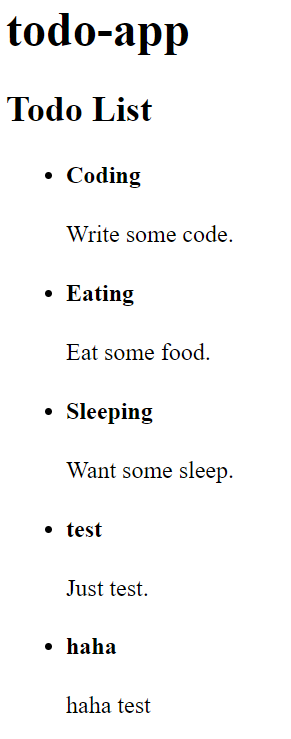 todo-app
Todo List
Coding
Write some code.
Eating
Eat some food.
Sleeping
Want some sleep.
test
Just test.
haha
haha test